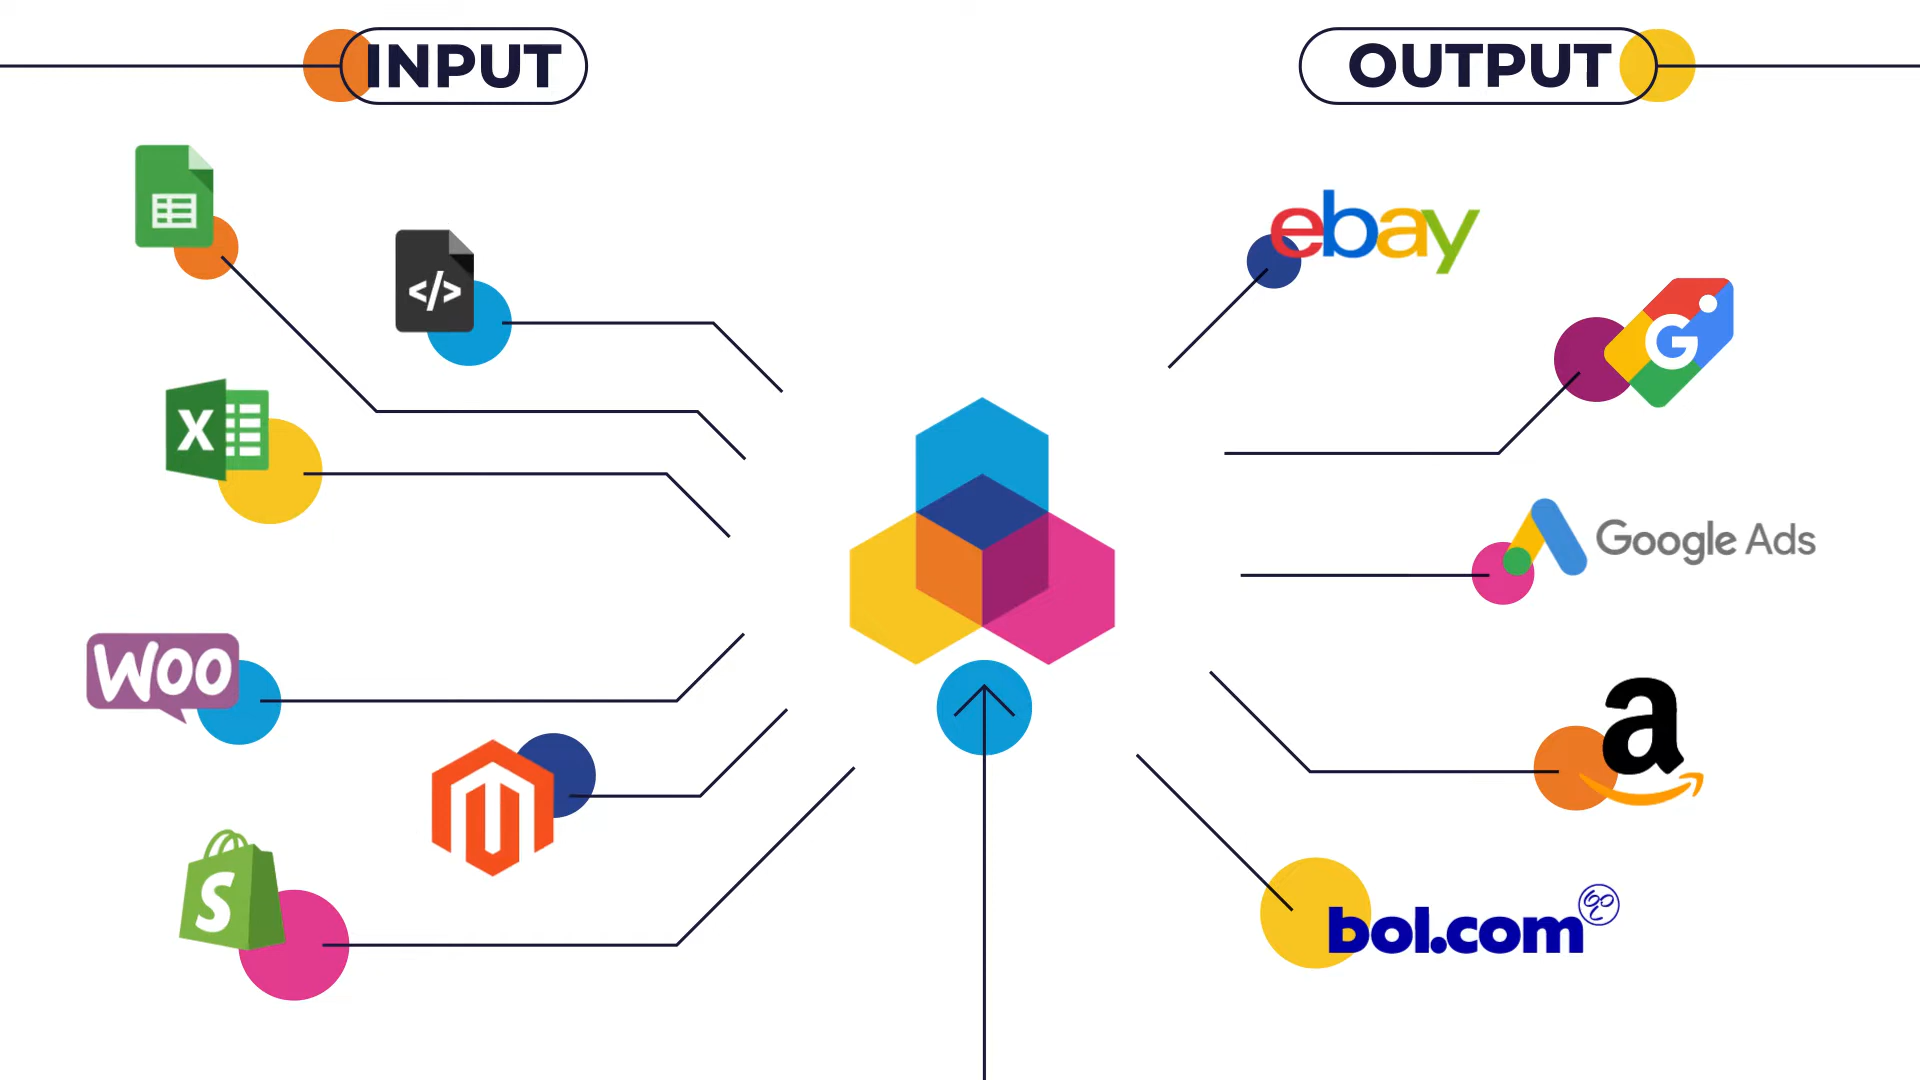 INPUT
OUTPUT
</>
X
Woo
S
ebay
G
Google Ads
a
bol.com